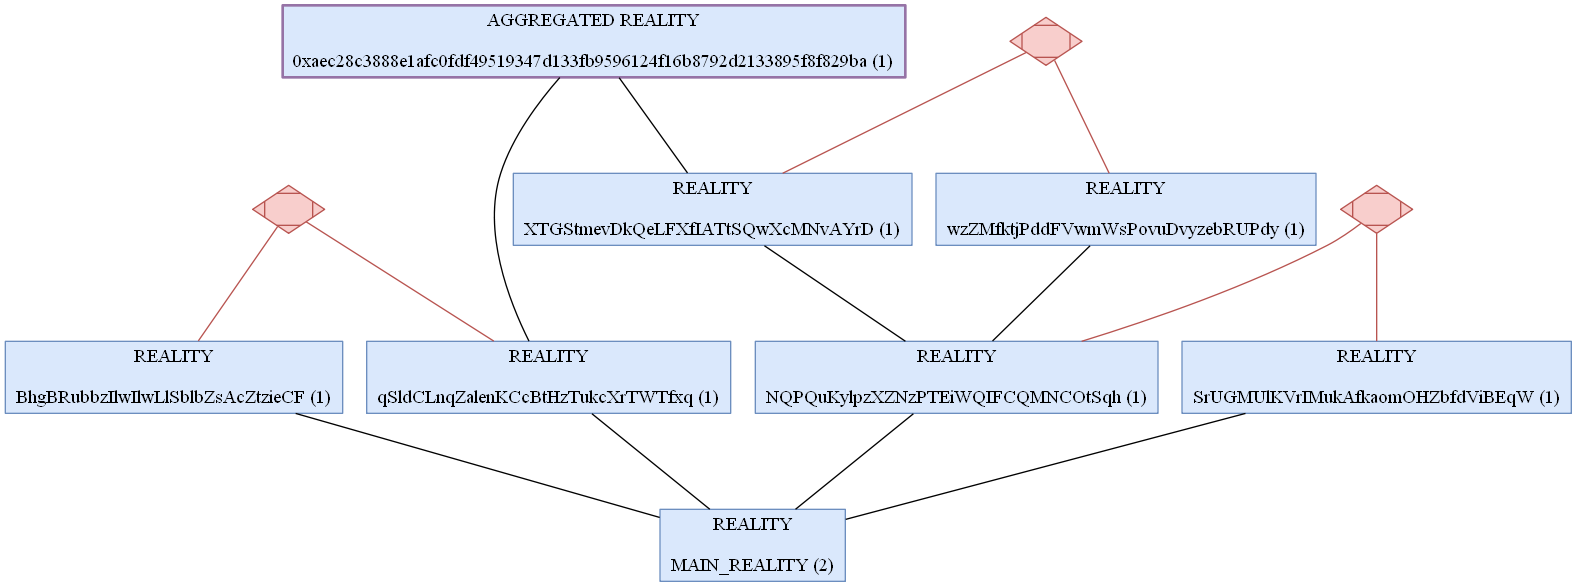 AGGREGATED REALITY
0xaec28c3888e1afc0fdf49519347d133fb9596124f16b8792d2133895f8f829ba (1)
REALITY
XTGStmevDkQeLFXfIATtSQwXcMNvAYrD (1)
REALITY
wzZMfktjPddFVwmWsPovuDvyzebRUPdy (1)
REALITY
BhgBRubbzIlwIlwLlSblbZsAcZtzieCF (1)
REALITY
qSldCLnqZalenKCcBtHzTukcXrTWTfxq (1)
REALITY
NQPQuKylpzXZNzPTEiWQIFCQMNCOtSqh (1)
REALITY
SrUGMUlKVrIMukAfkaomOHZbfdViBEqW (1)
REALITY
MAIN_REALITY (2)